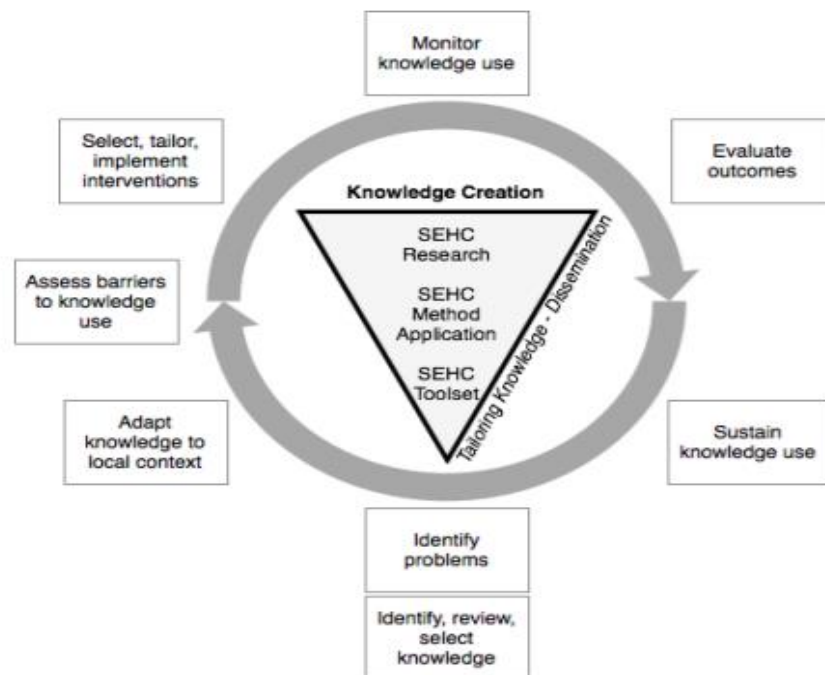 Monitor
knowledge use
Select, tailor,
implement
interventions
Evaluate
outcomes
Knowledge Creation
SEHC
Research
SEHC
Method
Application
SEHC
Toolset
Tailoring Knowledge - Dissemination
Assess barriers
to knowledge
use
Adapt
knowledge to
local context
Sustain
knowledge use
Identify
problems
Identify, review,
select
knowledge